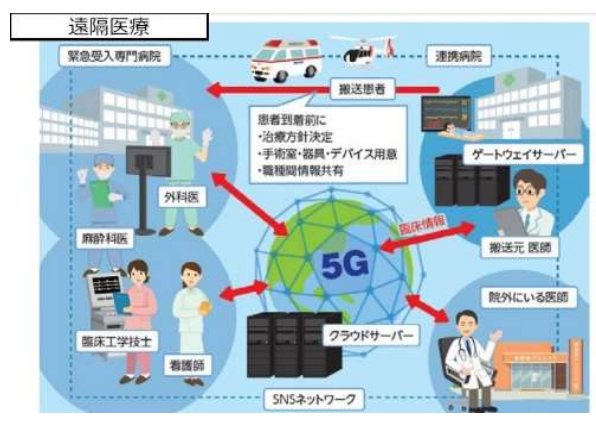 遠隔医療
緊急受入専門病院
連携病院
搬送患者
患者到着前に
・治療方針決定
・手術室・器具・デバイス用意
・職種間情報共有
ゲートウェイサーバー
外科医
麻酔科医
臨床情報
搬送元 医師
5G
院外にいる医師
クラウドサーバー
臨床工学技士
看護師
SNSネットワーク